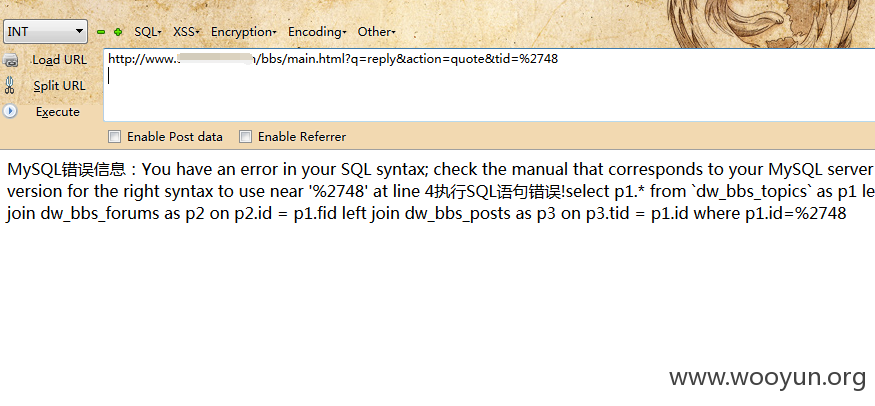 INT SQL▾ XSS▾ Encryption▾ Encoding▾ Other▾
Load URL
Split URL
Execute
http://www. /bbs/main.html?q=reply&action=quote&tid=%2748
Enable Post data Enable Referrer
MySQL错误信息：You have an error in your SQL syntax; check the manual that corresponds to your MySQL server
version for the right syntax to use near '%2748' at line 4执行SQL语句错误!select p1.* from `dw_bbs_topics` as p1 le
join dw_bbs_forums as p2 on p2.id = p1.fid left join dw_bbs_posts as p3 on p3.tid = p1.id where p1.id=%2748
www.wooyun.org